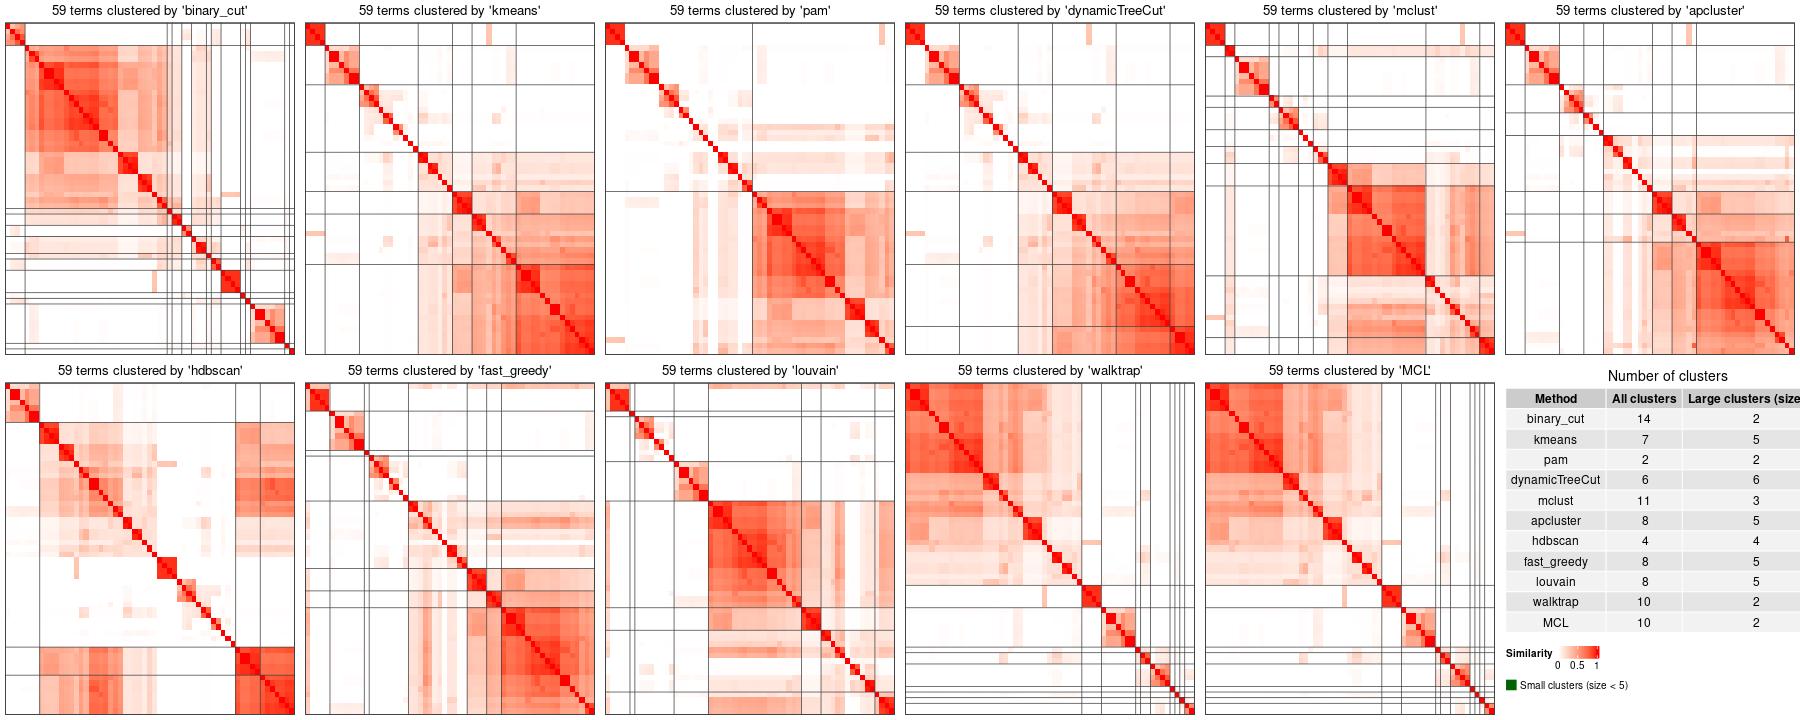 59 terms clustered by 'binary_cut'
59 terms clustered by 'kmeans'
59 terms clustered by 'pam'
59 terms clustered by 'dynamicTreeCut'
59 terms clustered by 'mclust'
59 terms clustered by 'apcluster'
59 terms clustered by 'hdbscan'
59 terms clustered by 'fast_greedy'
59 terms clustered by 'louvain'
59 terms clustered by 'walktrap'
59 terms clustered by 'MCL'
Number of clusters
Method All clusters Large clusters (size
binary_cut 14 2
kmeans 7 5
pam 2 2
dynamicTreeCut 6 6
mclust 11 3
apcluster 8 5
hdbscan 4 4
fast_greedy 8 5
louvain 8 5
walktrap 10 2
MCL 10 2
Similarity
0 0.5 1
Small clusters (size < 5)